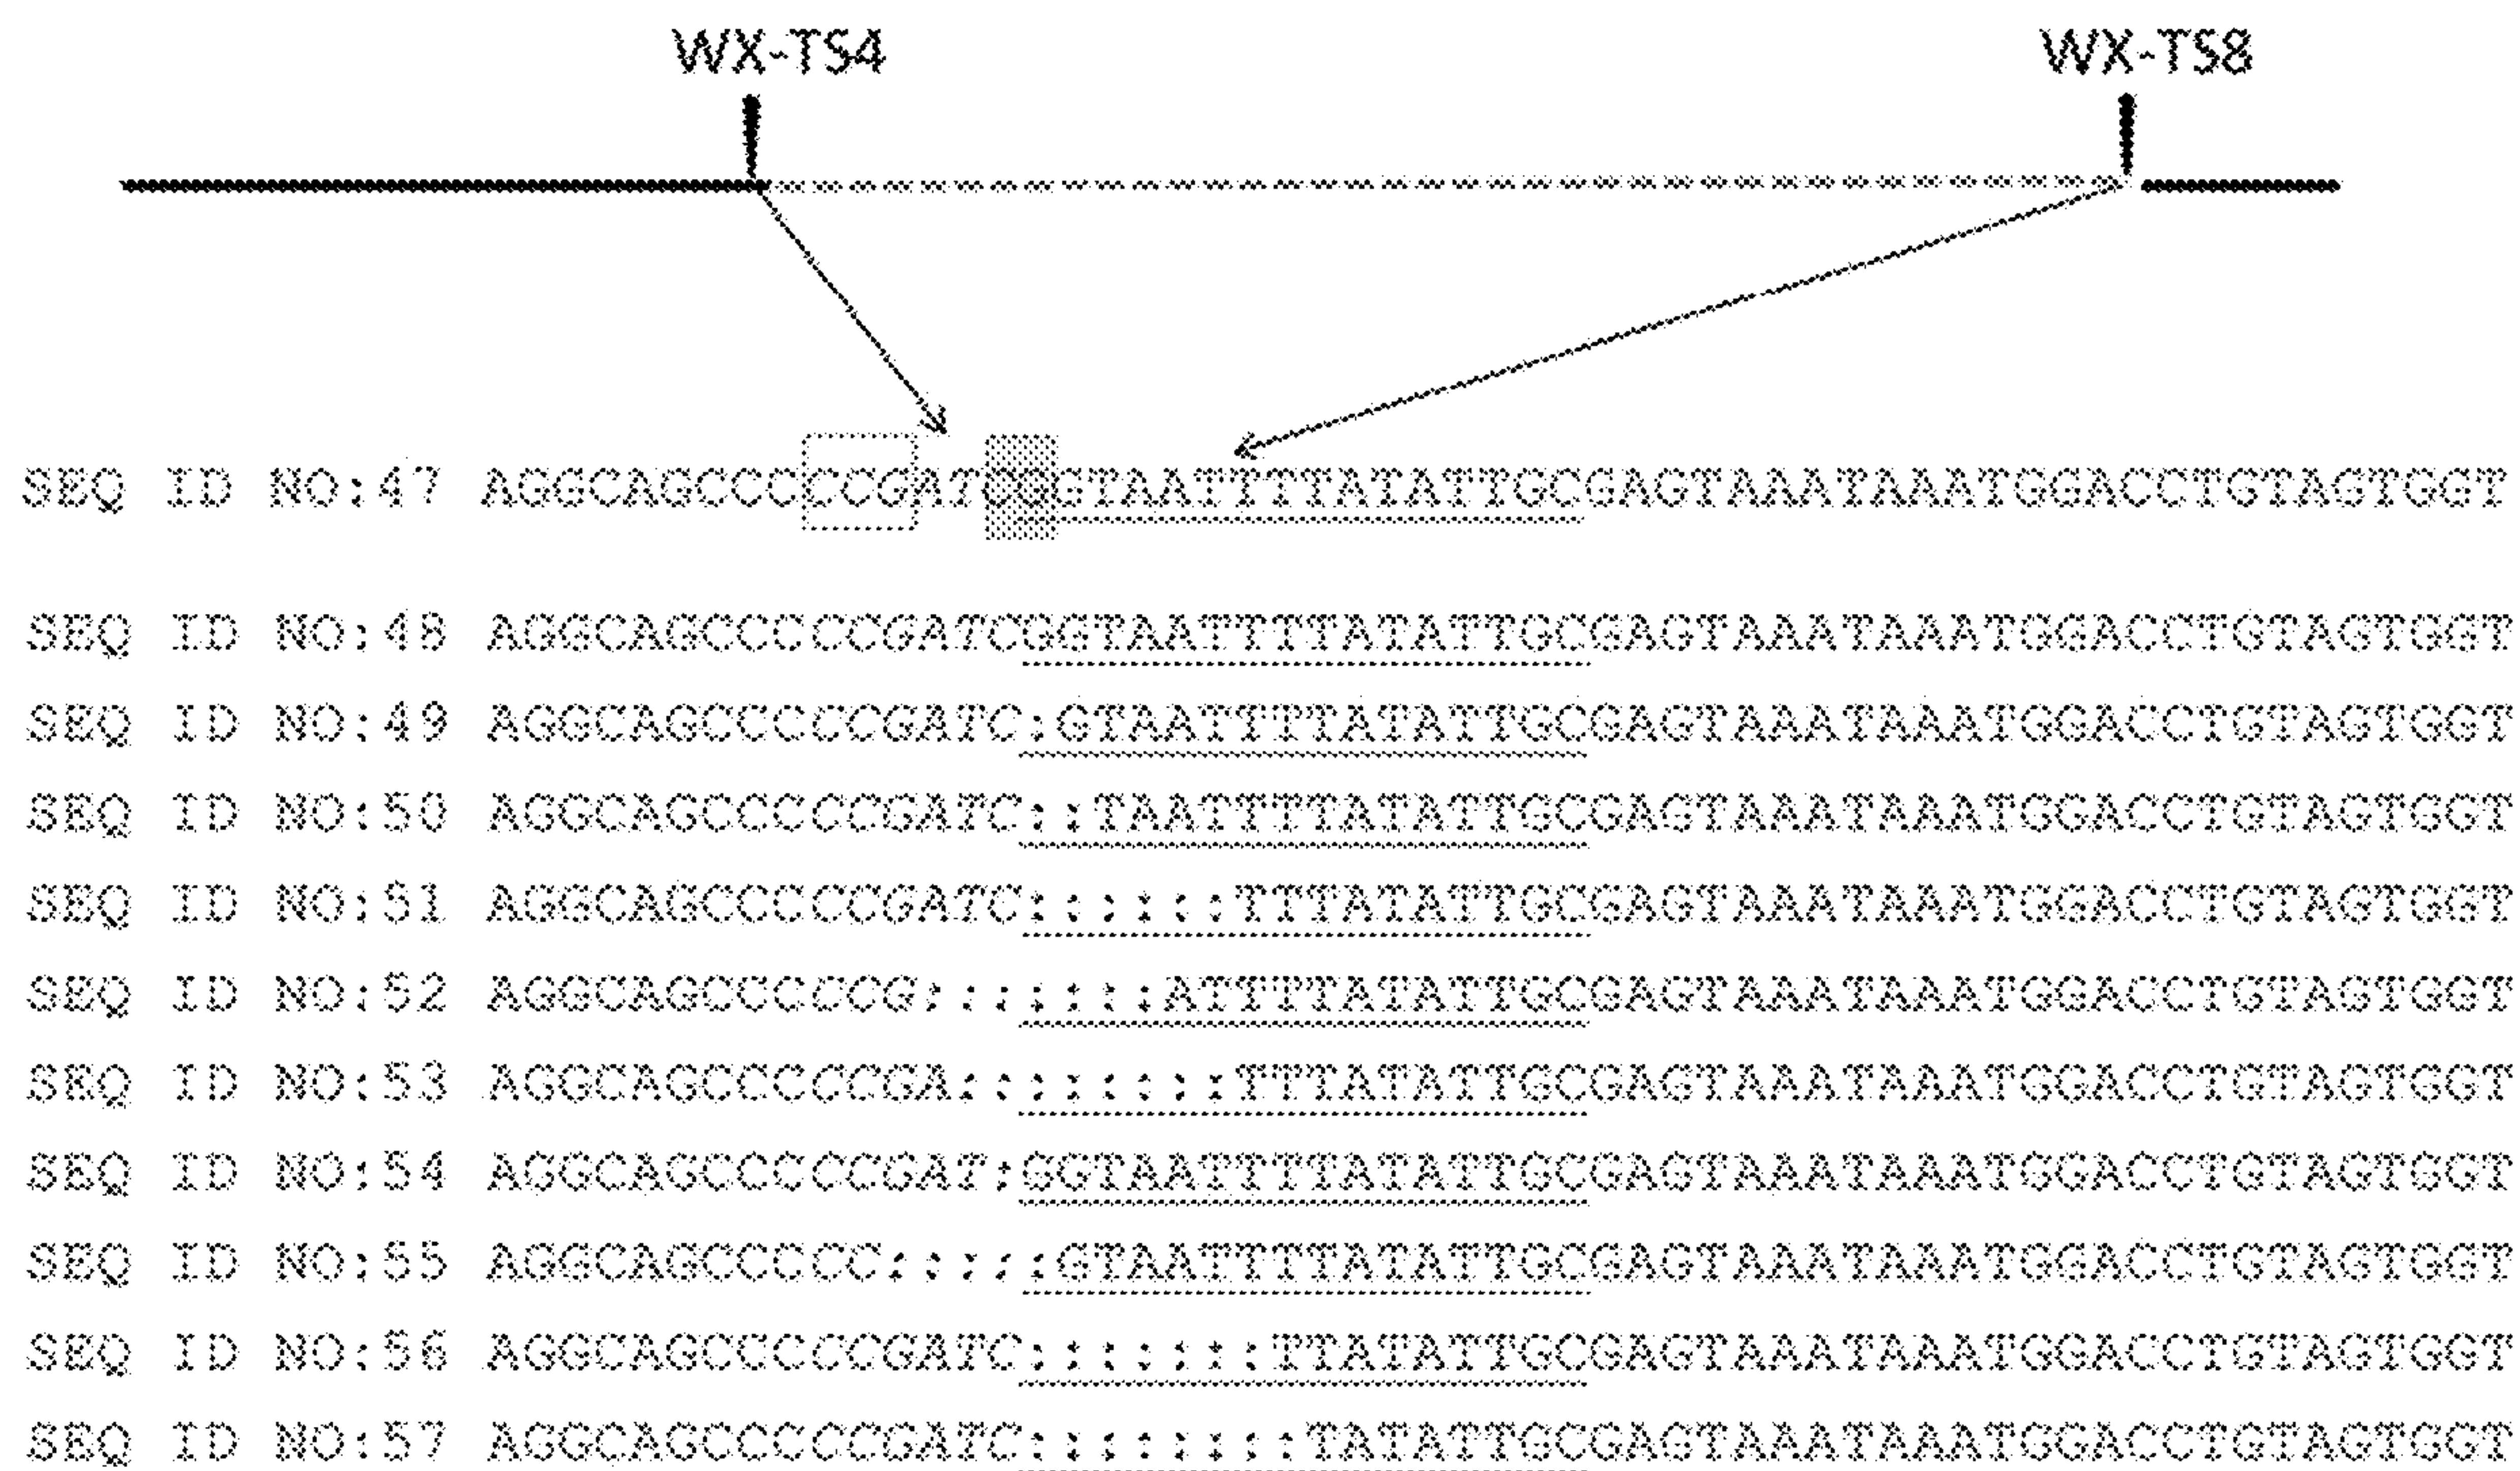 WX-TS4 WX-TS8
SEQ ID NO:47 AGGCAGCCCCCGATCGGTAATTTTATATTGCGAGTAAATAAATGGACCTGTAGTGGT
SEQ ID NO:48 AGGCAGCCCCCGATCGGTAATTTTATATTGCGAGTAAATAAATGGACCTGTAGTGGT
SEQ ID NO:49 AGGCAGCCCCCGATC:GTAATTTTATATTGCGAGTAAATAAATGGACCTGTAGTGGT
SEQ ID NO:50 AGGCAGCCCCCGATC::TAATTTTATATTGCGAGTAAATAAATGGACCTGTAGTGGT
SEQ ID NO:51 AGGCAGCCCCCGATC::::::TTTATATTGCGAGTAAATAAATGGACCTGTAGTGGT
SEQ ID NO:52 AGGCAGCCCCCG:::::::ATTTTATATTGCGAGTAAATAAATGGACCTGTAGTGGT
SEQ ID NO:53 AGGCAGCCCCCGA::::::::TTTATATTGCGAGTAAATAAATGGACCTGTAGTGGT
SEQ ID NO:54 AGGCAGCCCCCGAT:GGTAATTTTATATTGCGAGTAAATAAATGGACCTGTAGTGGT
SEQ ID NO:55 AGGCAGCCCCC:::::GTAATTTTATATTGCGAGTAAATAAATGGACCTGTAGTGGT
SEQ ID NO:56 AGGCAGCCCCCGATC:::::::TTATATTGCGAGTAAATAAATGGACCTGTAGTGGT
SEQ ID NO:57 AGGCAGCCCCCGATC::::::::TATATTGCGAGTAAATAAATGGACCTGTAGTGGT